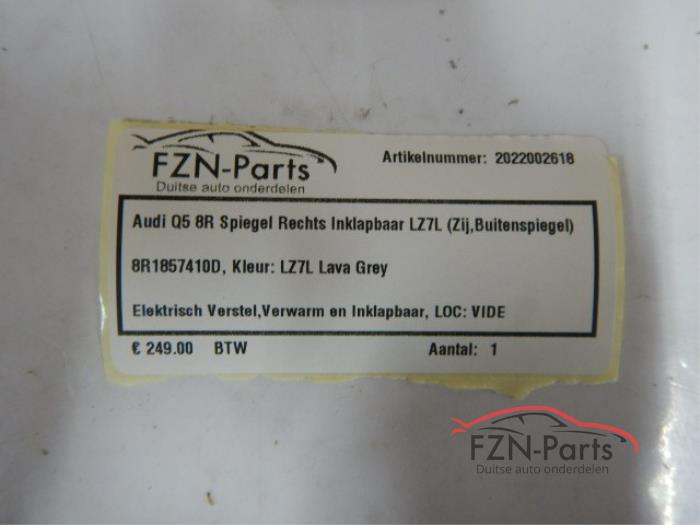 FZN-Parts
Duitse auto onderdelen
Artikelnummer: 2022002618
Audi Q5 8R Spiegel Rechts Inklapbaar LZ7L (Zij,Buitenspiegel)
8R1857410D, Kleur: LZ7L Lava Grey
Elektrisch Verstel,Verwarm en Inklapbaar, LOC: VIDE
€ 249.00 BTW Aantal: 1
FZN-Parts
Duitse auto onderdelen